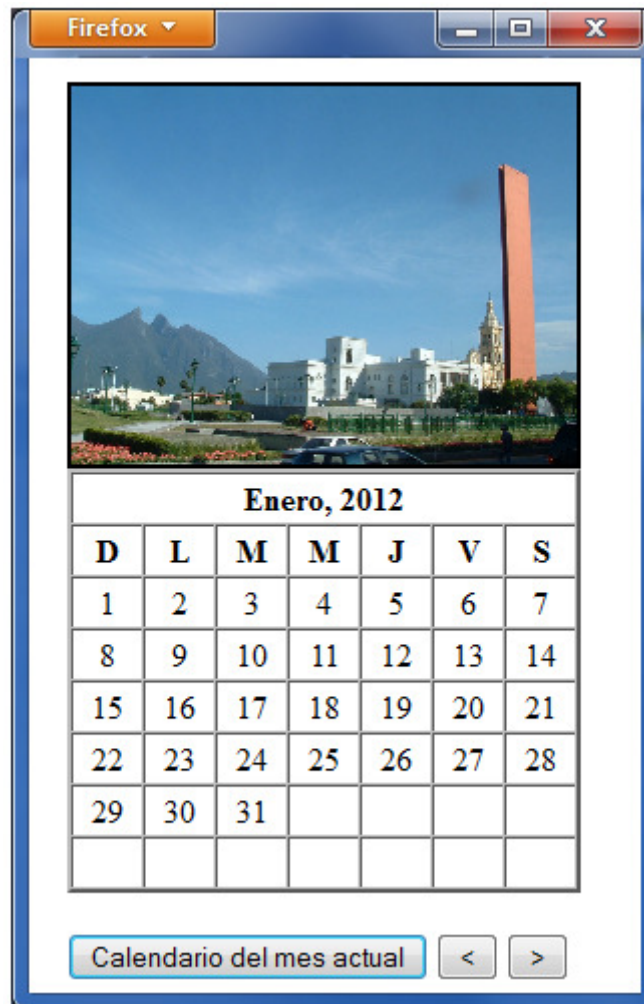 Firefox
Enero, 2012
D L M M J V S
1 2 3 4 5 6 7
8 9 10 11 12 13 14
15 16 17 18 19 20 21
22 23 24 25 26 27 28
29 30 31
Calendario del mes actual < >